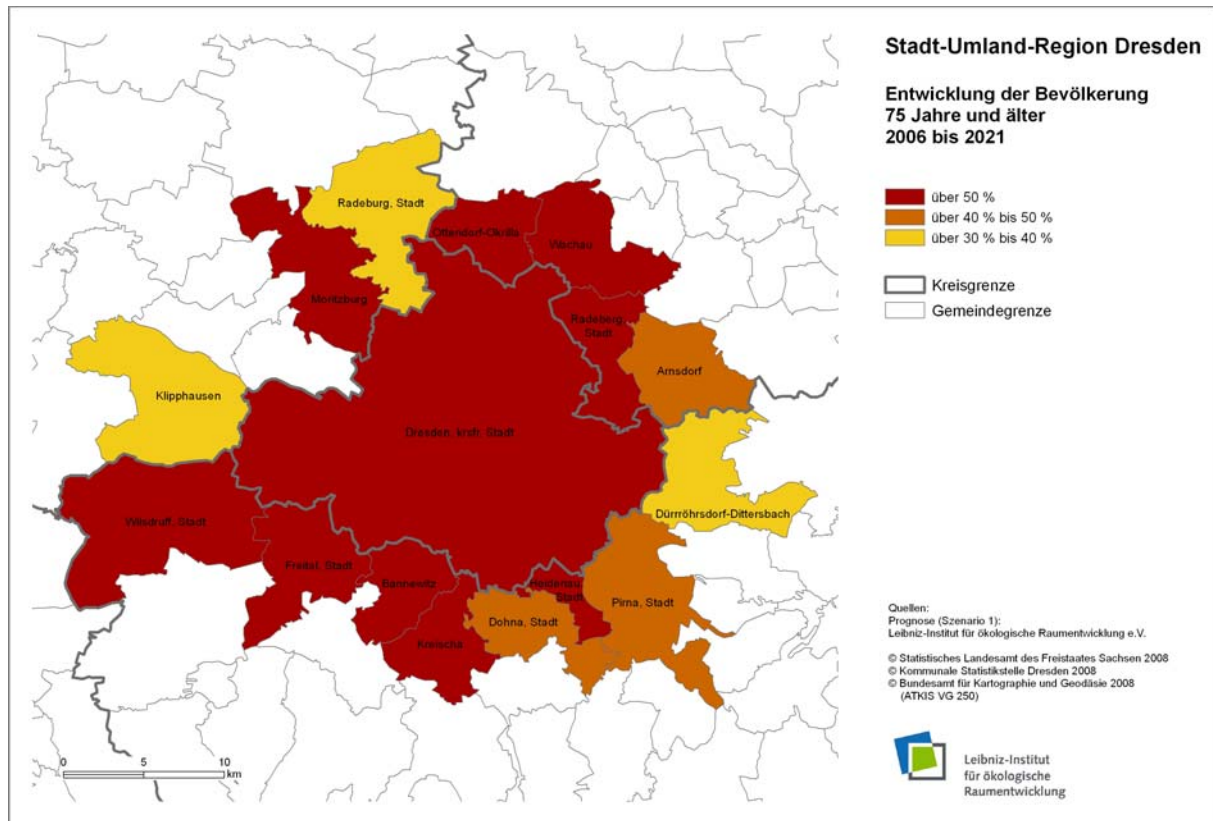 Stadt-Umland-Region Dresden
Entwicklung der Bevölkerung
75 Jahre und älter
2006 bis 2021
über 50 %
über 40 % bis 50 %
über 30 % bis 40 %
Kreisgrenze
Gemeindegrenze
Radeburg, Stadt
Ottendorf-Okrilla
Wachau
Moritzburg
Radeberg,
Stadt
Arnsdorf
Klipphausen
Dresden, krsfr. Stadt
Dürrröhrsdorf-Dittersbach
Wilsdruff, Stadt
Freital, Stadt
Bannewitz
Heidenau,
Stadt
Pirna, Stadt
Dohna, Stadt
Kreischa
0 5 10
km
Quellen:
Prognose (Szenario 1):
Leibniz-Institut für ökologische Raumentwicklung e.V.
© Statistisches Landesamt des Freistaates Sachsen 2008
© Kommunale Statistikstelle Dresden 2008
© Bundesamt für Kartographie und Geodäsie 2008
(ATKIS VG 250)
Leibniz-Institut
für ökologische
Raumentwicklung